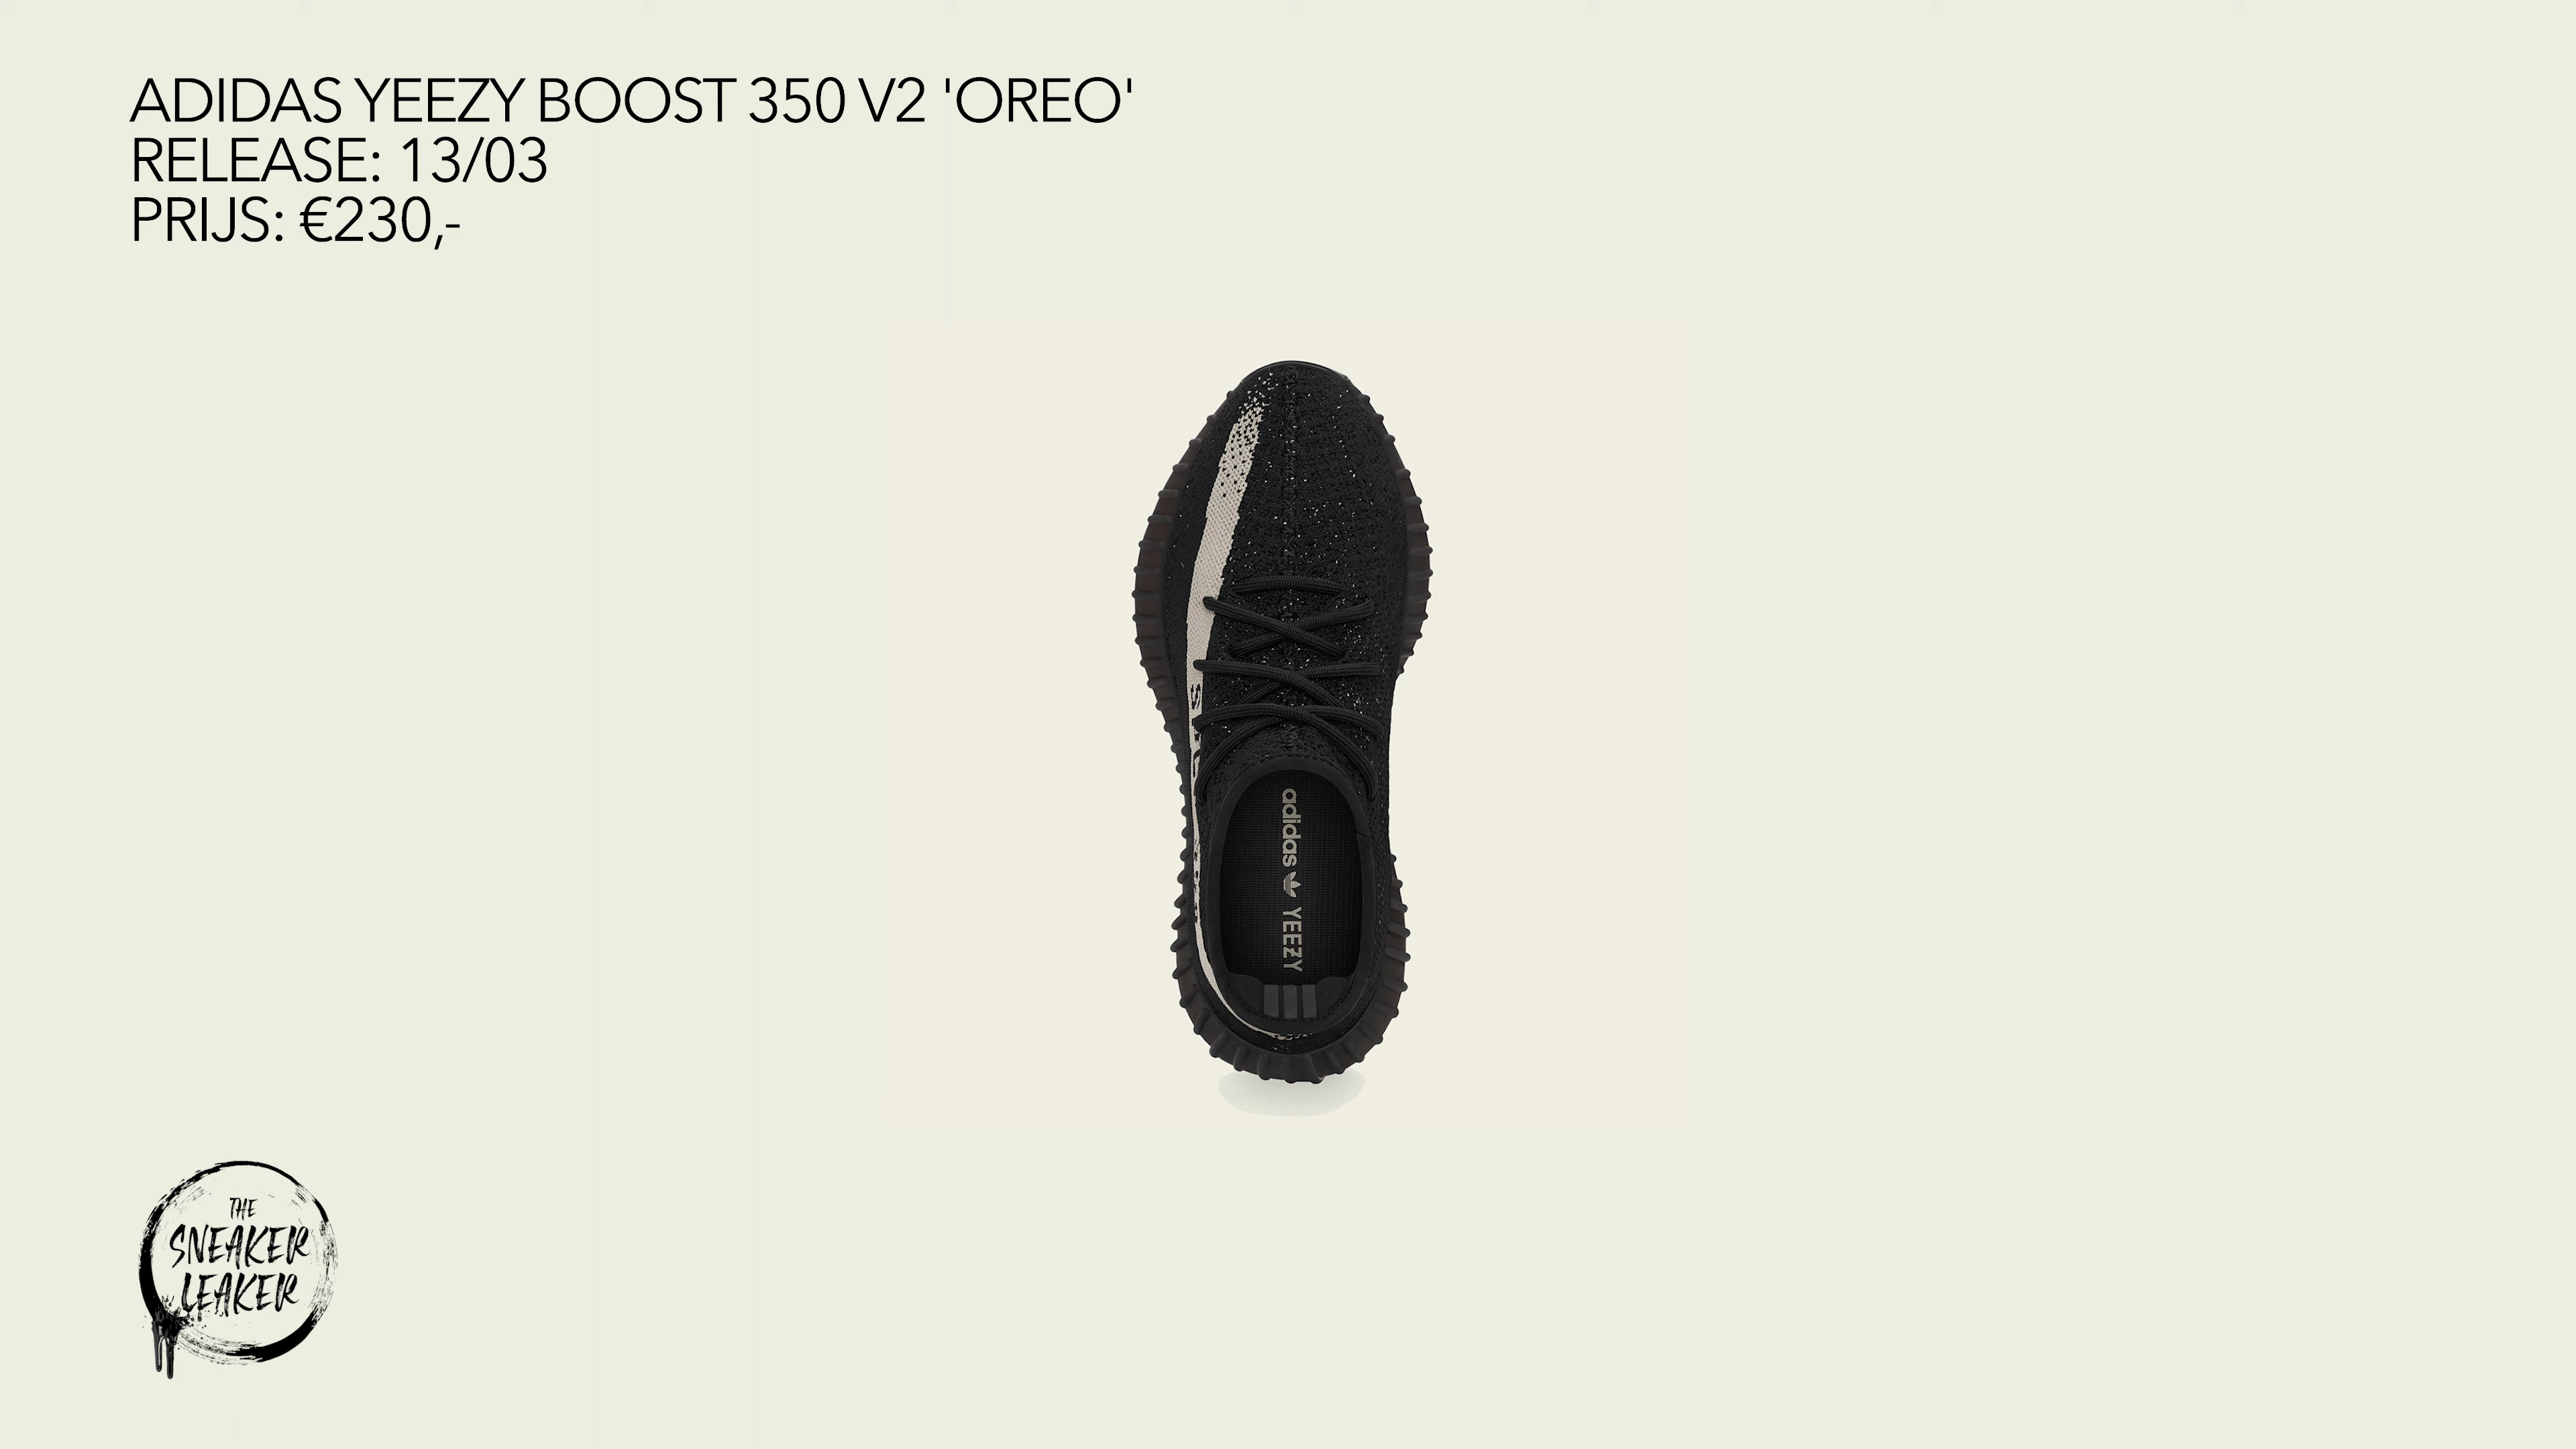 ADIDAS YEEZY BOOST 350 V2 'OREO'
RELEASE: 13/03
PRIJS: €230,-
adidas YEEZY
THE
SNEAKER
LEAKER